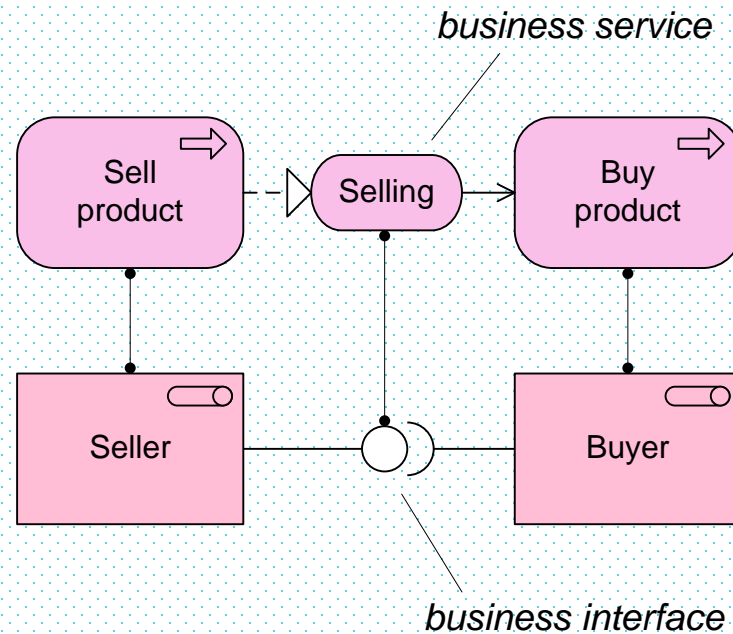 business service
Sell
product
Selling
Buy
product
Seller
Buyer
business interface